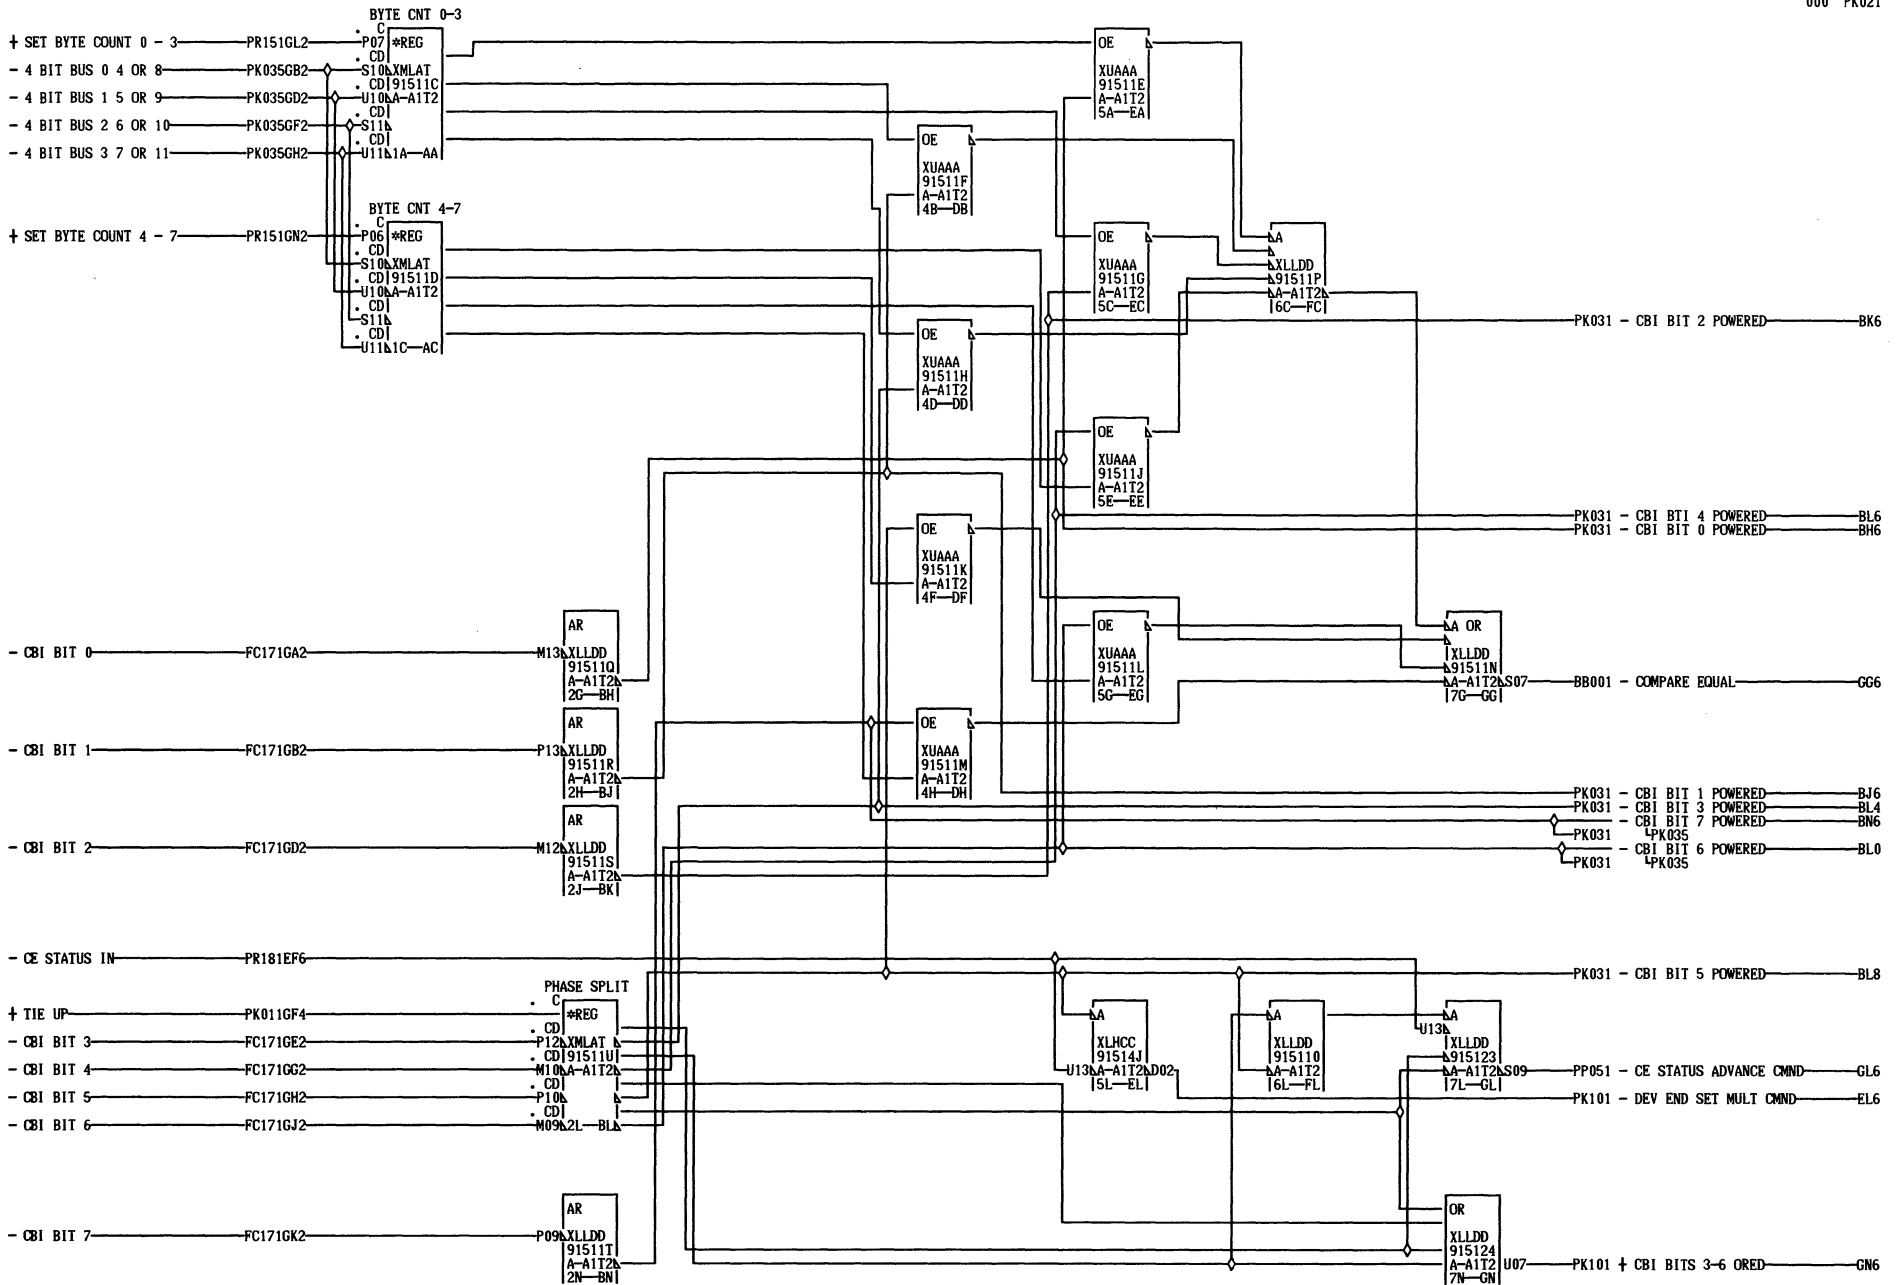 000 PK021
BYTE CNT 0-3
+ SET BYTE COUNT 0 - 3 PR151GL2 P07 C *REG
- 4 BIT BUS 0 4 OR 8 PK035GB2 S10 CD XMLAT
- 4 BIT BUS 1 5 OR 9 PK035GD2 U10 CD 91511C A-A1T2
- 4 BIT BUS 2 6 OR 10 PK035GF2 S11 CD
- 4 BIT BUS 3 7 OR 11 PK035GH2 U11 CD 1A—AA
OE
XUAAA
91511E
A-A1T2
5A—EA
OE
XUAAA
91511F
A-A1T2
4B—DB
BYTE CNT 4-7
+ SET BYTE COUNT 4 - 7 PR151GN2 P06 C *REG
S10 CD XMLAT
U10 CD 91511D A-A1T2
S11 CD
U11 CD 1C—AC
OE
XUAAA
91511G
A-A1T2
5C—EC
A
XLLDD
91511P
A-A1T2
6C—FC
PK031 - CBI BIT 2 POWERED BK6
OE
XUAAA
91511H
A-A1T2
4D—DD
OE
XUAAA
91511J
A-A1T2
5E—EE
PK031 - CBI BTI 4 POWERED BL6
PK031 - CBI BIT 0 POWERED BH6
OE
XUAAA
91511K
A-A1T2
4F—DF
- CBI BIT 0 FC171GA2 M13
AR
XLLDD
91511Q
A-A1T2
2G—BH
OE
XUAAA
91511L
A-A1T2
5G—EG
A OR
XLLDD
91511N
A-A1T2 S07
7G—GG
BB001 - COMPARE EQUAL GG6
- CBI BIT 1 FC171GB2 P13
AR
XLLDD
91511R
A-A1T2
2H—BJ
OE
XUAAA
91511M
A-A1T2
4H—DH
PK031 - CBI BIT 1 POWERED BJ6
PK031 - CBI BIT 3 POWERED BL4
- CBI BIT 7 POWERED BN6
PK031 PK035
- CBI BIT 6 POWERED BL0
PK031 PK035
- CBI BIT 2 FC171GD2 M12
AR
XLLDD
91511S
A-A1T2
2J—BK
- CE STATUS IN PR181EF6
PK031 - CBI BIT 5 POWERED BL8
PHASE SPLIT
+ TIE UP PK011GF4 C *REG
- CBI BIT 3 FC171GE2 P12 CD XMLAT
- CBI BIT 4 FC171GG2 M10 CD 91511U A-A1T2
- CBI BIT 5 FC171GH2 P10 CD
- CBI BIT 6 FC171GJ2 M09 CD 2L—BL
A
XLHCC
91514J
U13 A-A1T2 D02
5L—EL
A
XLLDD
915110
A-A1T2
6L—FL
A
U13
XLLDD
915123
A-A1T2 S09
7L—GL
PP051 - CE STATUS ADVANCE CMND GL6
PK101 - DEV END SET MULT CMND EL6
- CBI BIT 7 FC171GK2 P09
AR
XLLDD
91511T
A-A1T2
2N—BN
OR
XLLDD
915124
A-A1T2 U07
7N—GN
PK101 + CBI BITS 3-6 ORED GN6